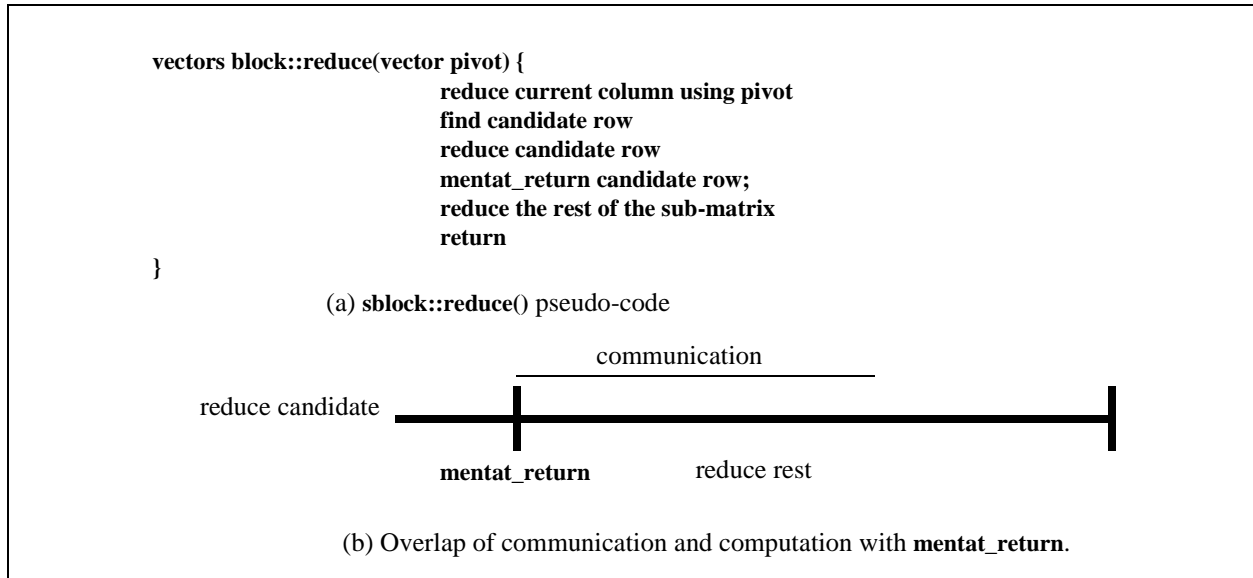 vectors block::reduce(vector pivot) {
reduce current column using pivot
find candidate row
reduce candidate row
mentat_return candidate row;
reduce the rest of the sub-matrix
return
}
(a) sblock::reduce() pseudo-code
communication
reduce candidate
mentat_return
reduce rest
(b) Overlap of communication and computation with mentat_return.